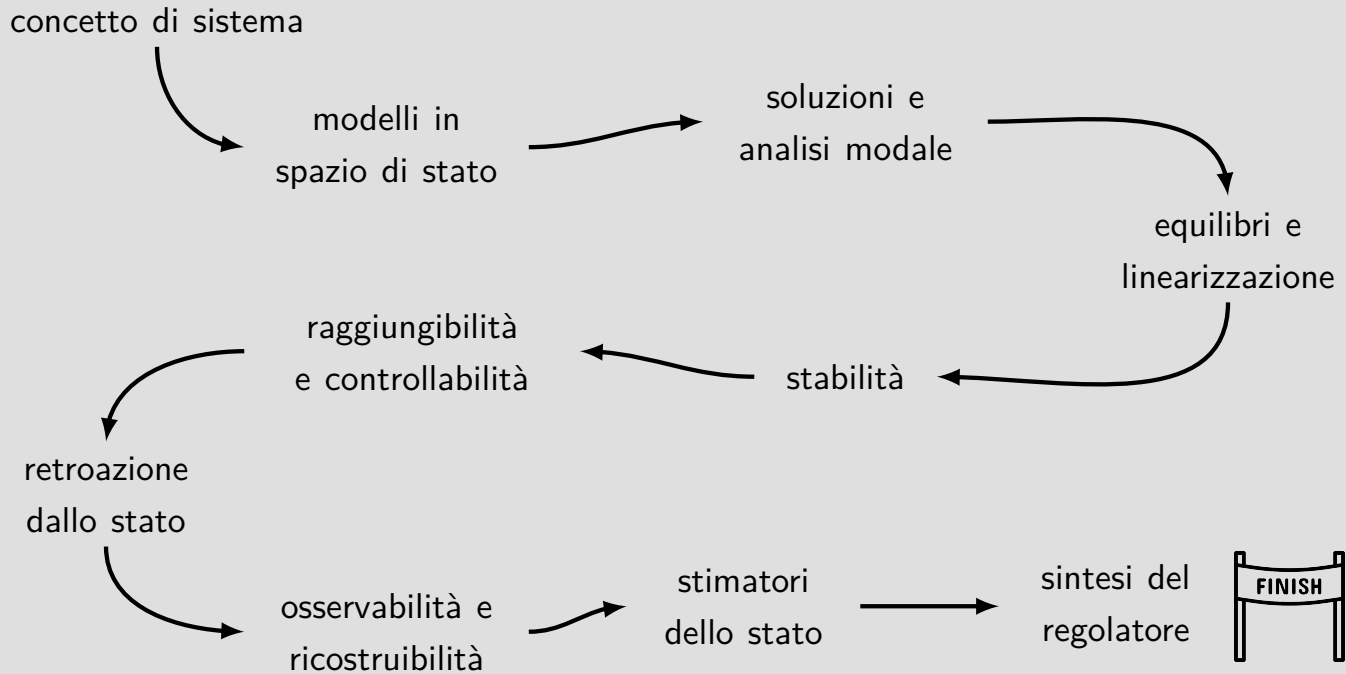 concetto di sistema
modelli in
spazio di stato
soluzioni e
analisi modale
equilibri e
linearizzazione
stabilità
raggiungibilità
e controllabilità
retroazione
dallo stato
osservabilità e
ricostruibilità
stimatori
dello stato
sintesi del
regolatore
FINISH